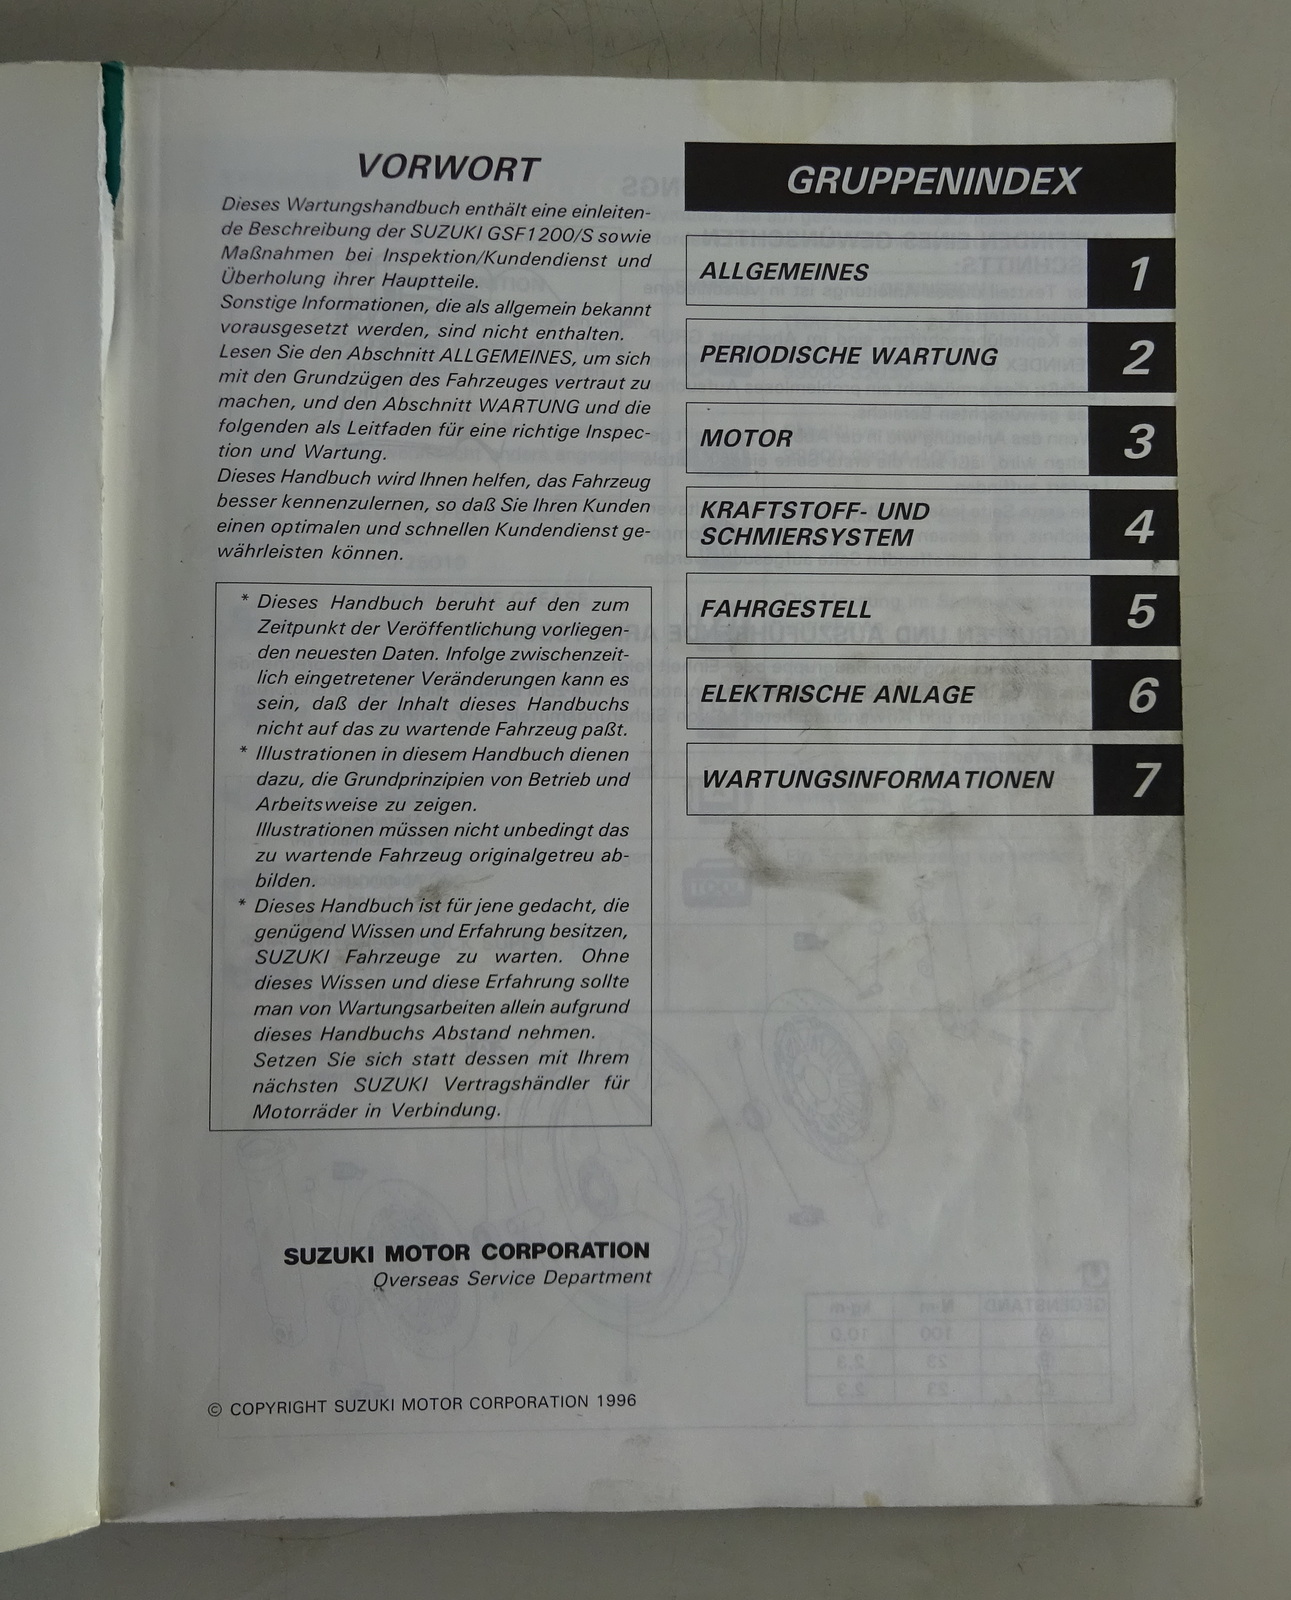 VORWORT
Dieses Wartungshandbuch enthält eine einleiten-
de Beschreibung der SUZUKI GSF1200/S sowie
Maßnahmen bei Inspektion/Kundendienst und
Überholung ihrer Hauptteile.
Sonstige Informationen, die als allgemein bekannt
vorausgesetzt werden, sind nicht enthalten.
Lesen Sie den Abschnitt ALLGEMEINES, um sich
mit den Grundzügen des Fahrzeuges vertraut zu
machen, und den Abschnitt WARTUNG und die
folgenden als Leitfaden für eine richtige Inspec-
tion und Wartung.
Dieses Handbuch wird Ihnen helfen, das Fahrzeug
besser kennenzulernen, so daß Sie Ihren Kunden
einen optimalen und schnellen Kundendienst ge-
währleisten können.
* Dieses Handbuch beruht auf den zum
Zeitpunkt der Veröffentlichung vorliegen-
den neuesten Daten. Infolge zwischenzeit-
lich eingetretener Veränderungen kann es
sein, daß der Inhalt dieses Handbuchs
nicht auf das zu wartende Fahrzeug paßt.
* Illustrationen in diesem Handbuch dienen
dazu, die Grundprinzipien von Betrieb und
Arbeitsweise zu zeigen.
Illustrationen müssen nicht unbedingt das
zu wartende Fahrzeug originalgetreu ab-
bilden.
* Dieses Handbuch ist für jene gedacht, die
genügend Wissen und Erfahrung besitzen,
SUZUKI Fahrzeuge zu warten. Ohne
dieses Wissen und diese Erfahrung sollte
man von Wartungsarbeiten allein aufgrund
dieses Handbuchs Abstand nehmen.
Setzen Sie sich statt dessen mit Ihrem
nächsten SUZUKI Vertragshändler für
Motorräder in Verbindung.
SUZUKI MOTOR CORPORATION
Overseas Service Department
© COPYRIGHT SUZUKI MOTOR CORPORATION 1996
GRUPPENINDEX
ALLGEMEINES 1
PERIODISCHE WARTUNG 2
MOTOR 3
KRAFTSTOFF- UND
SCHMIERSYSTEM 4
FAHRGESTELL 5
ELEKTRISCHE ANLAGE 6
WARTUNGSINFORMATIONEN 7